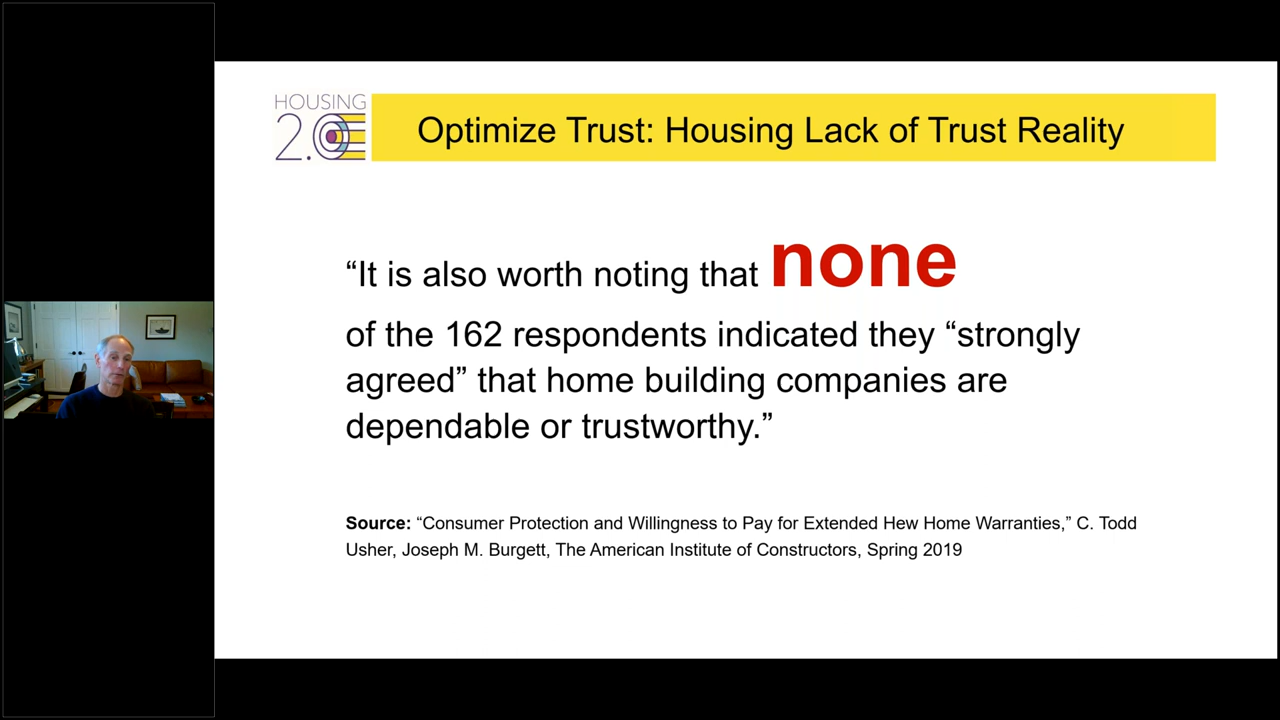 HOUSING
2.0
Optimize Trust: Housing Lack of Trust Reality
“It is also worth noting that none
of the 162 respondents indicated they “strongly
agreed” that home building companies are
dependable or trustworthy.”
Source: “Consumer Protection and Willingness to Pay for Extended Hew Home Warranties,” C. Todd
Usher, Joseph M. Burgett, The American Institute of Constructors, Spring 2019